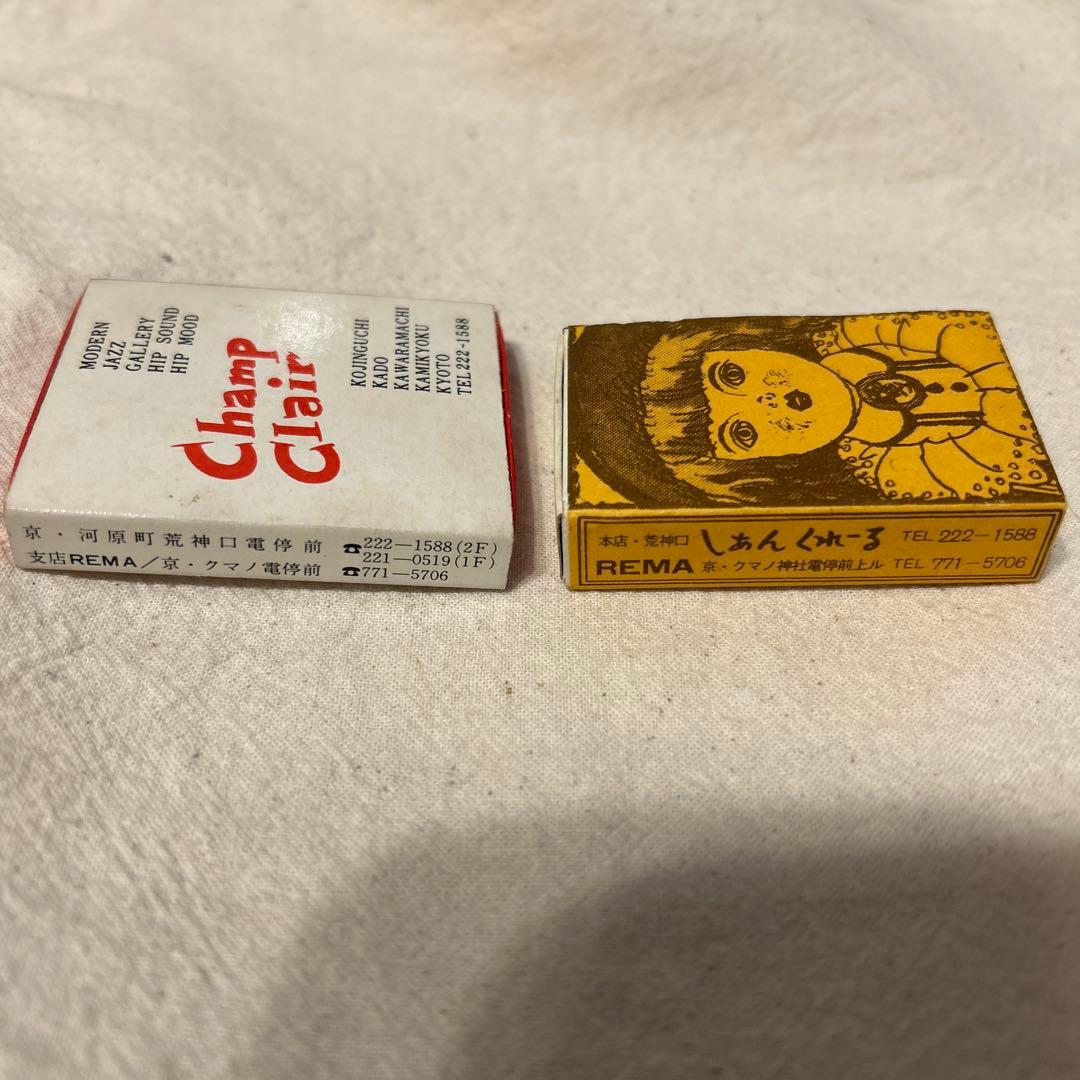 MODERN
JAZZ
GALLERY
HIP SOUND
HIP MOOD
Champ
Clair
KOJINGUCHI
KADO
KAWARAMACHI
KAMIKYOKU
KYOTO
TEL 222-1588
京・河原町荒神口電停前 ☎222—1588(2F)
221—0519(1F)
支店REMA/京・クマノ電停前 ☎771—5706
本店・荒神口 しあんくれーる TEL 222—1588
REMA 京・クマノ神社電停前上ル TEL 771—5706